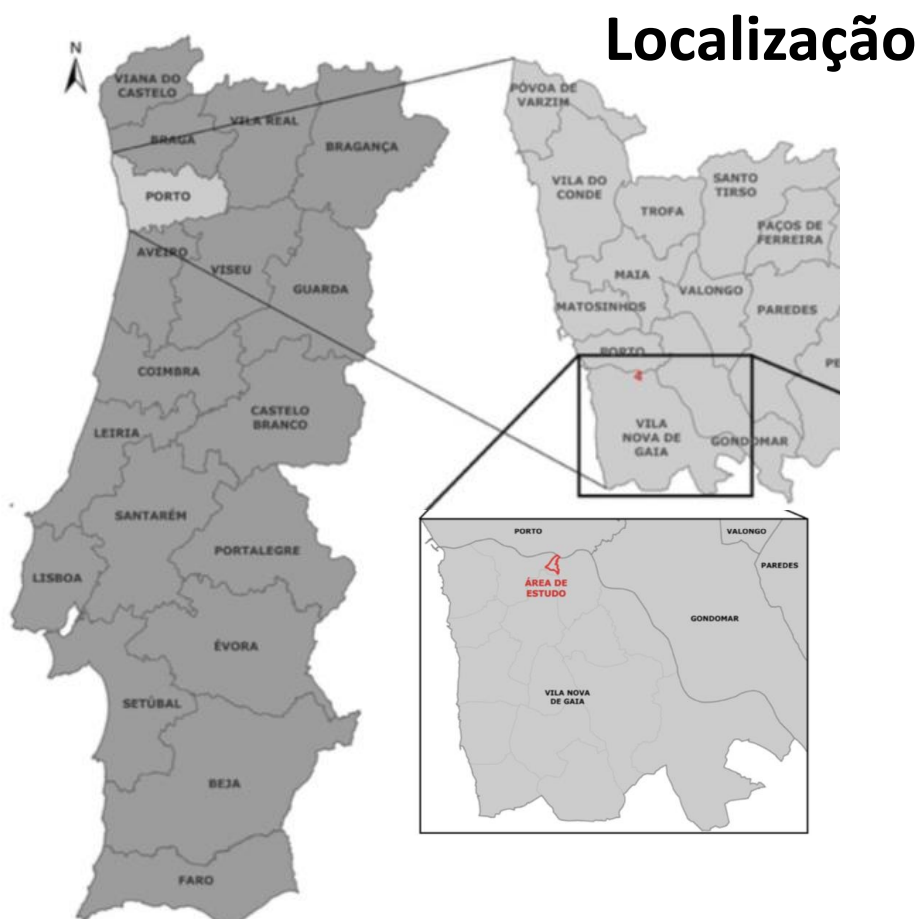 Localização
N
VIANA DO
CASTELO
BRAGA
VILA REAL
BRAGANÇA
PORTO
AVEIRO
VISEU
GUARDA
COIMBRA
CASTELO
BRANCO
LEIRIA
SANTARÉM
PORTALEGRE
LISBOA
ÉVORA
SETÚBAL
BEJA
FARO
PÓVOA DE
VARZIM
VILA DO
CONDE
TROFA
SANTO
TIRSO
PAÇOS DE
FERREIRA
MAIA
VALONGO
MATOSINHOS
PAREDES
PORTO
PE
VILA
NOVA DE
GAIA
GONDOMAR
PORTO
VALONGO
PAREDES
ÁREA DE
ESTUDO
GONDOMAR
VILA NOVA
DE GAIA